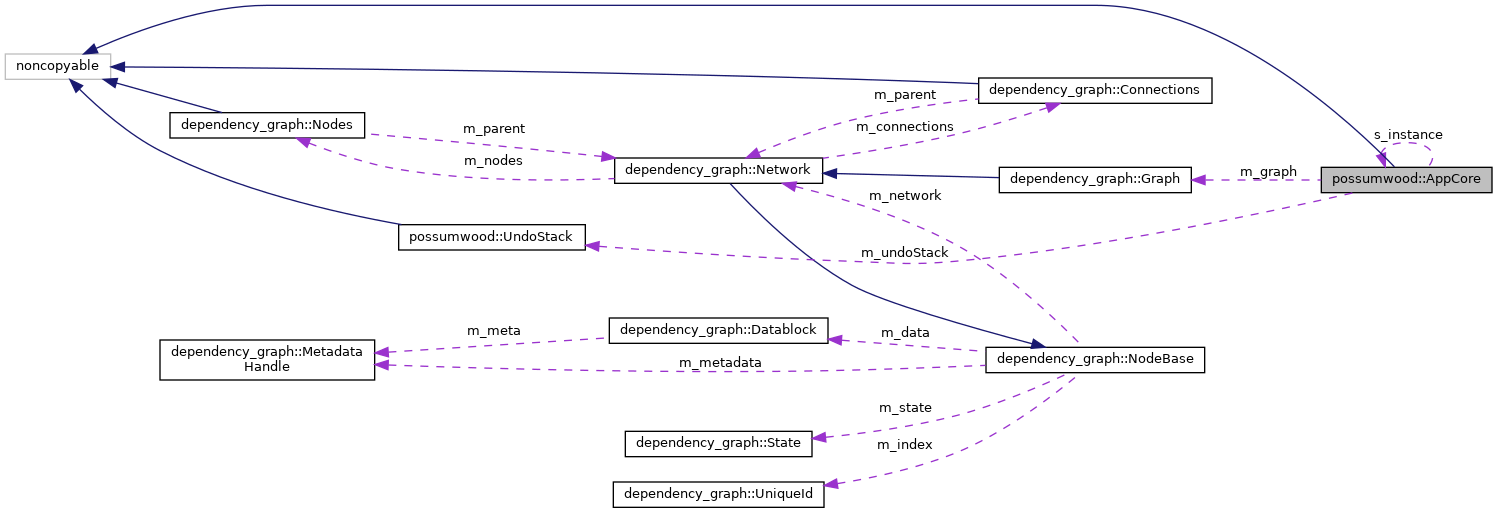 noncopyable
dependency_graph::Connections
m_parent
m_connections
dependency_graph::Nodes
m_parent
m_nodes
s_instance
dependency_graph::Network
dependency_graph::Graph
m_graph
possumwood::AppCore
m_network
possumwood::UndoStack
m_undoStack
dependency_graph::Datablock
m_data
m_meta
dependency_graph::Metadata
Handle
m_metadata
dependency_graph::NodeBase
m_state
dependency_graph::State
m_index
dependency_graph::UniqueId